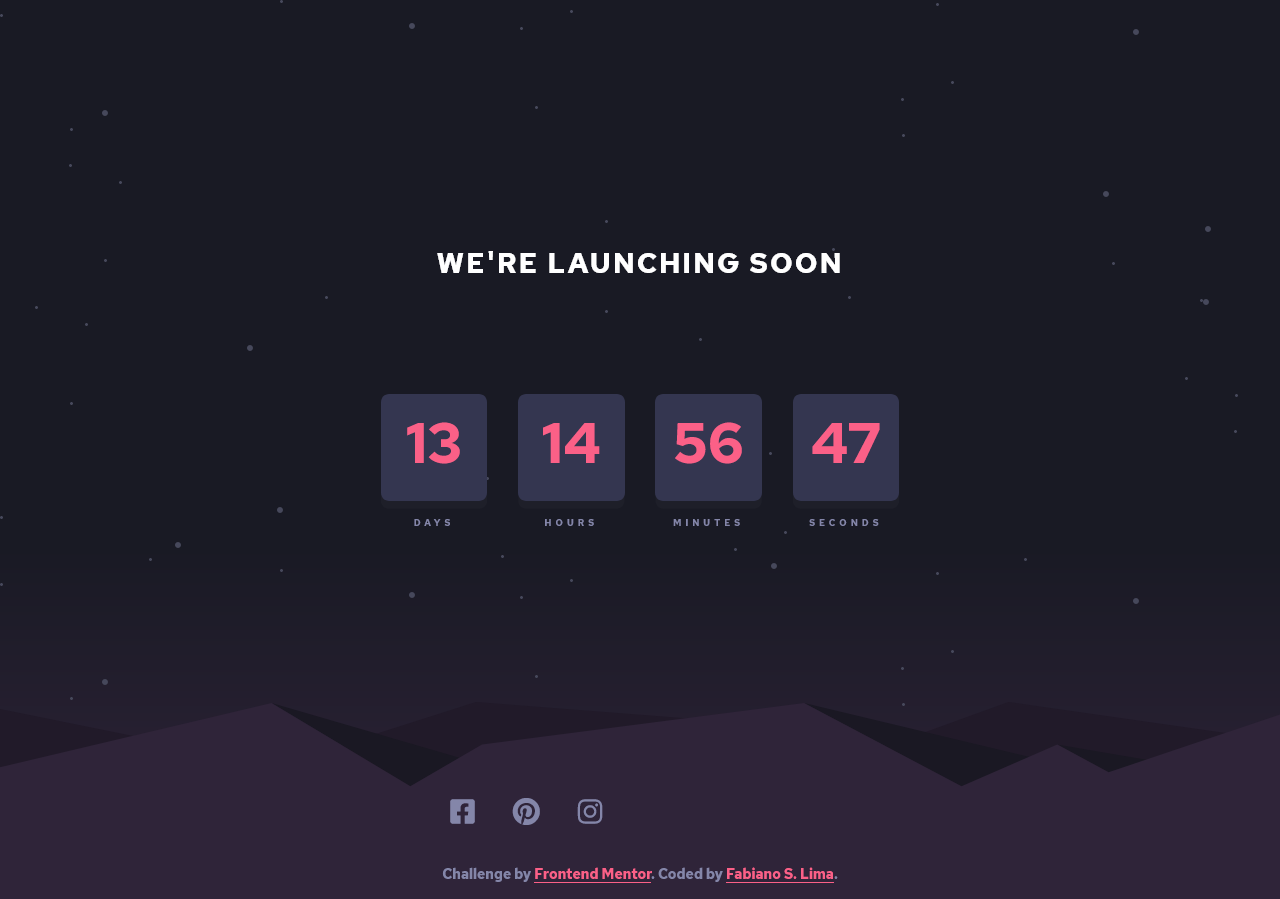 WE'RE LAUNCHING SOON
13 14 56 47
DAYS HOURS MINUTES SECONDS
Challenge by Frontend Mentor. Coded by Fabiano S. Lima.